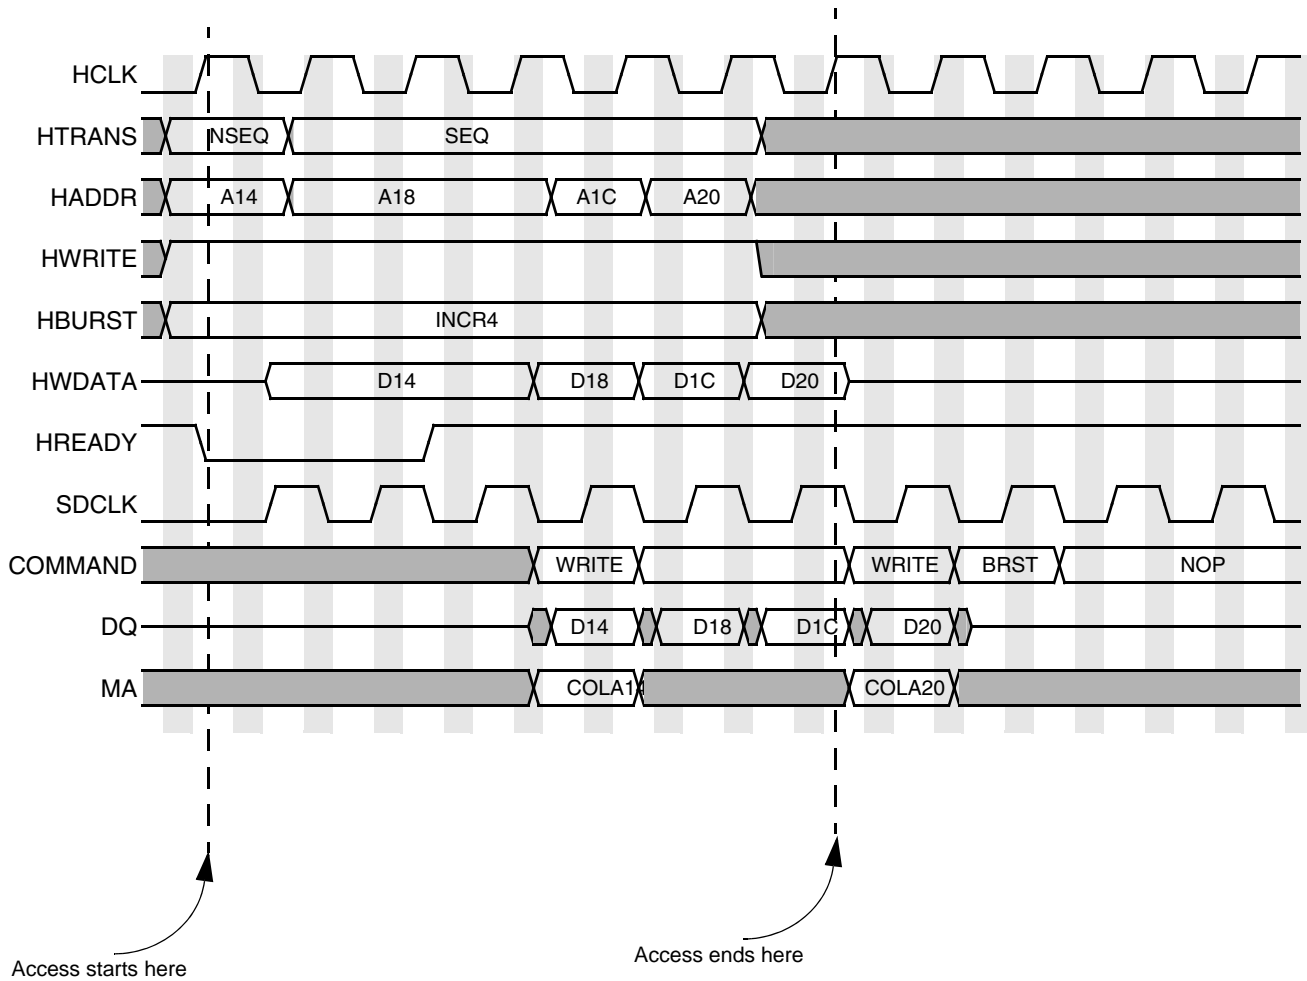 HCLK
HTRANS NSEQ SEQ
HADDR A14 A18 A1C A20
HWRITE
HBURST INCR4
HWDATA D14 D18 D1C D20
HREADY
SDCLK
COMMAND WRITE WRITE BRST NOP
DQ D14 D18 D1C D20
MA COLA14 COLA20
Access ends here
Access starts here